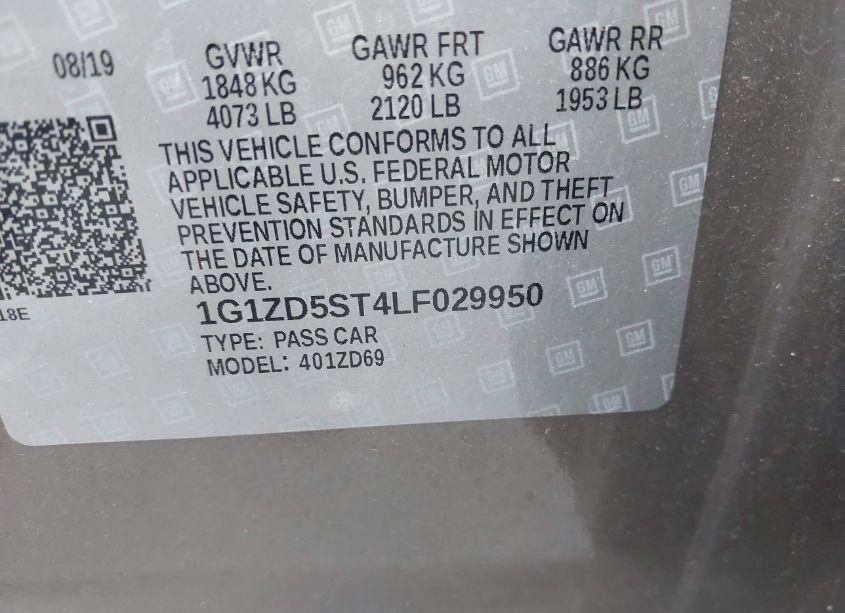 08/19
GVWR
1848 KG
4073 LB
GAWR FRT
962 KG
2120 LB
GAWR RR
886 KG
1953 LB
THIS VEHICLE CONFORMS TO ALL
APPLICABLE U.S. FEDERAL MOTOR
VEHICLE SAFETY, BUMPER, AND THEFT
PREVENTION STANDARDS IN EFFECT ON
THE DATE OF MANUFACTURE SHOWN
ABOVE.
18E
1G1ZD5ST4LF029950
TYPE: PASS CAR
MODEL: 401ZD69
GM